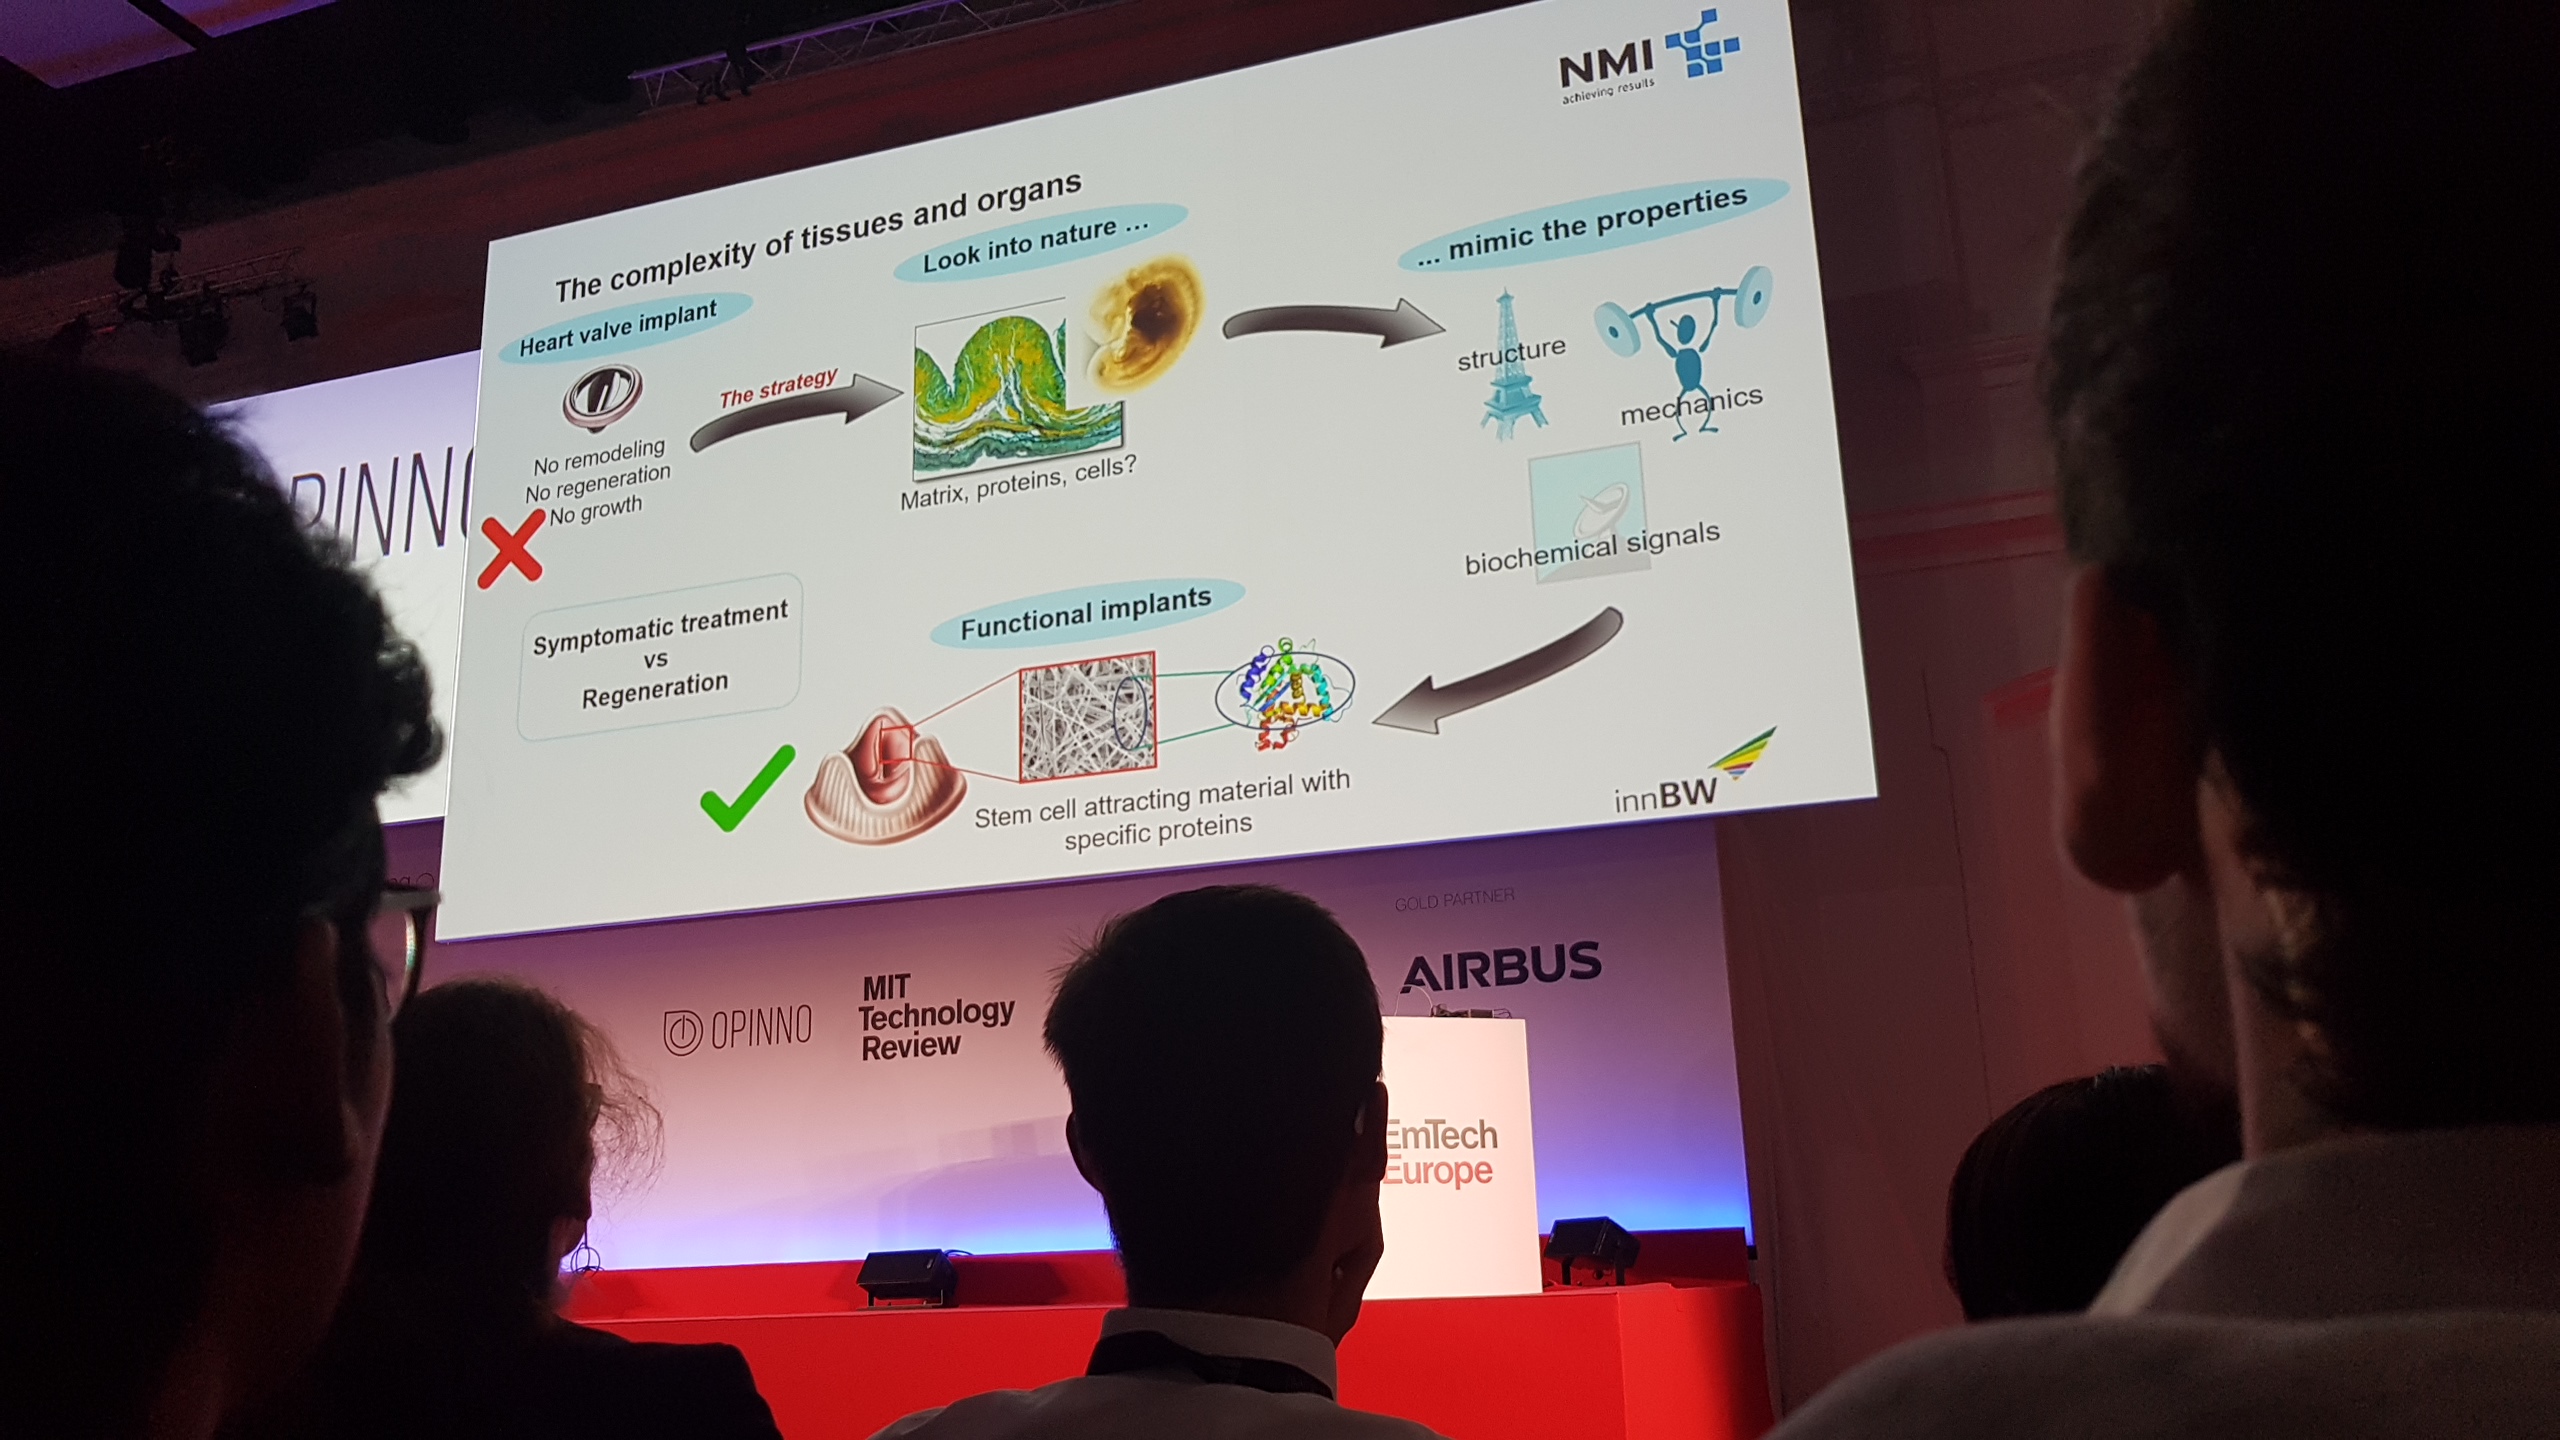 NMI
achieving results
The complexity of tissues and organs
Heart valve implant
No remodeling
No regeneration
No growth
The strategy
Look into nature ...
Matrix, proteins, cells?
... mimic the properties
structure
mechanics
biochemical signals
Symptomatic treatment
vs
Regeneration
Functional implants
Stem cell attracting material with
specific proteins
innBW
PINNO
OPINNO
MIT
Technology
Review
GOLD PARTNER
AIRBUS
EmTech
Europe